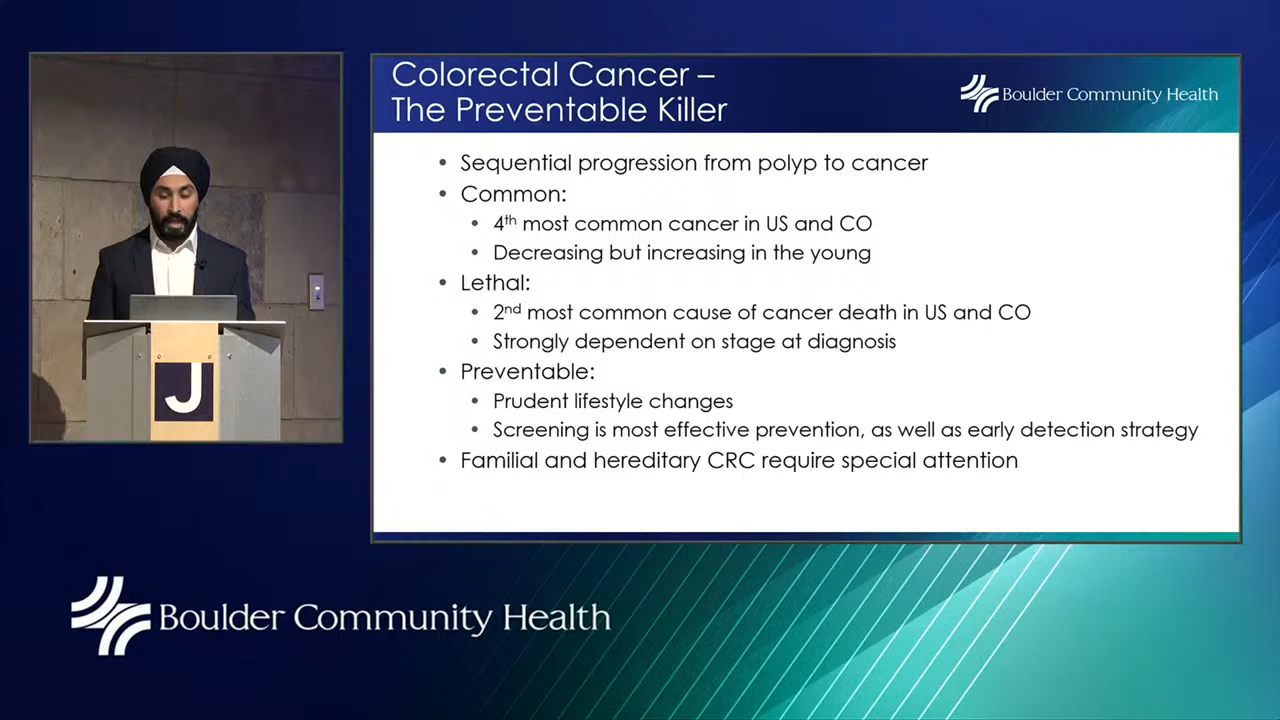 Colorectal Cancer –
The Preventable Killer
Boulder Community Health
• Sequential progression from polyp to cancer
• Common:
• 4th most common cancer in US and CO
• Decreasing but increasing in the young
• Lethal:
• 2nd most common cause of cancer death in US and CO
• Strongly dependent on stage at diagnosis
• Preventable:
• Prudent lifestyle changes
• Screening is most effective prevention, as well as early detection strategy
• Familial and hereditary CRC require special attention
J
Boulder Community Health